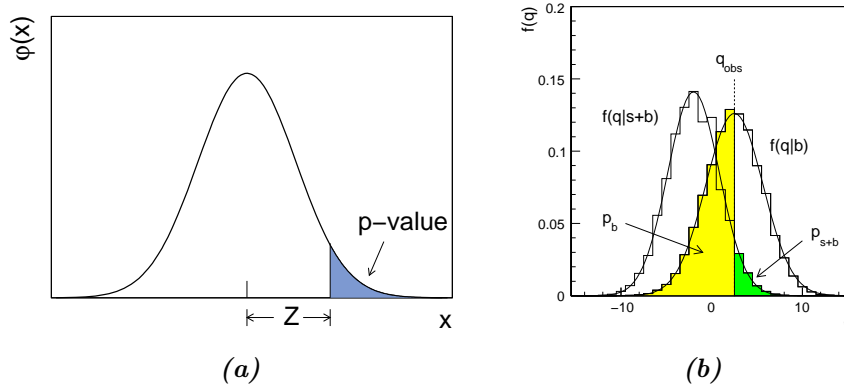 φ(x)
p−value
Z
x
(a)
f(q)
0.2
0.15
0.1
0.05
0
−10
0
10
q_obs
f(q|s+b)
f(q|b)
p_b
p_s+b
(b)